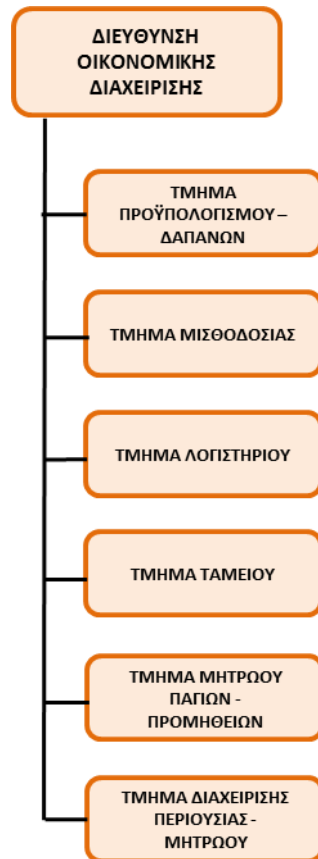 ΔΙΕΥΘΥΝΣΗ
ΟΙΚΟΝΟΜΙΚΗΣ
ΔΙΑΧΕΙΡΙΣΗΣ
ΤΜΗΜΑ
ΠΡΟΫΠΟΛΟΓΙΣΜΟΥ –
ΔΑΠΑΝΩΝ
ΤΜΗΜΑ ΜΙΣΘΟΔΟΣΙΑΣ
ΤΜΗΜΑ ΛΟΓΙΣΤΗΡΙΟΥ
ΤΜΗΜΑ ΤΑΜΕΙΟΥ
ΤΜΗΜΑ ΜΗΤΡΩΟΥ
ΠΑΓΙΩΝ -
ΠΡΟΜΗΘΕΙΩΝ
ΤΜΗΜΑ ΔΙΑΧΕΙΡΙΣΗΣ
ΠΕΡΙΟΥΣΙΑΣ -
ΜΗΤΡΩΟΥ